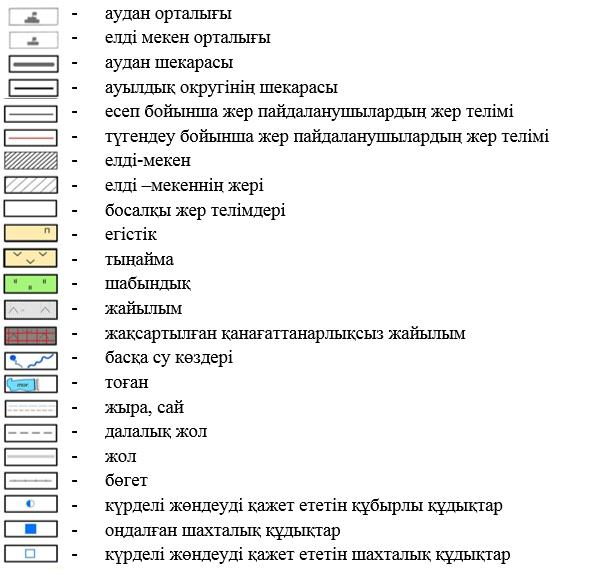 - аудан орталығы
- елді мекен орталығы
- аудан шекарасы
- ауылдық округінің шекарасы
- есеп бойынша жер пайдаланушылардың жер телімі
- түгендеу бойынша жер пайдаланушылардың жер телімі
- елді-мекен
- елді –мекеннің жері
- босалқы жер телімдері
- егістік
- тыңайма
- шабындық
- жайылым
- жақсартылған қанағаттанарлықсыз жайылым
- басқа су көздері
- тоған
- жыра, сай
- далалық жол
- жол
- бөгет
- күрделі жөндеуді қажет ететін құбырлы құдықтар
- оңдалған шахталық құдықтар
- күрделі жөндеуді қажет ететін шахталық құдықтар